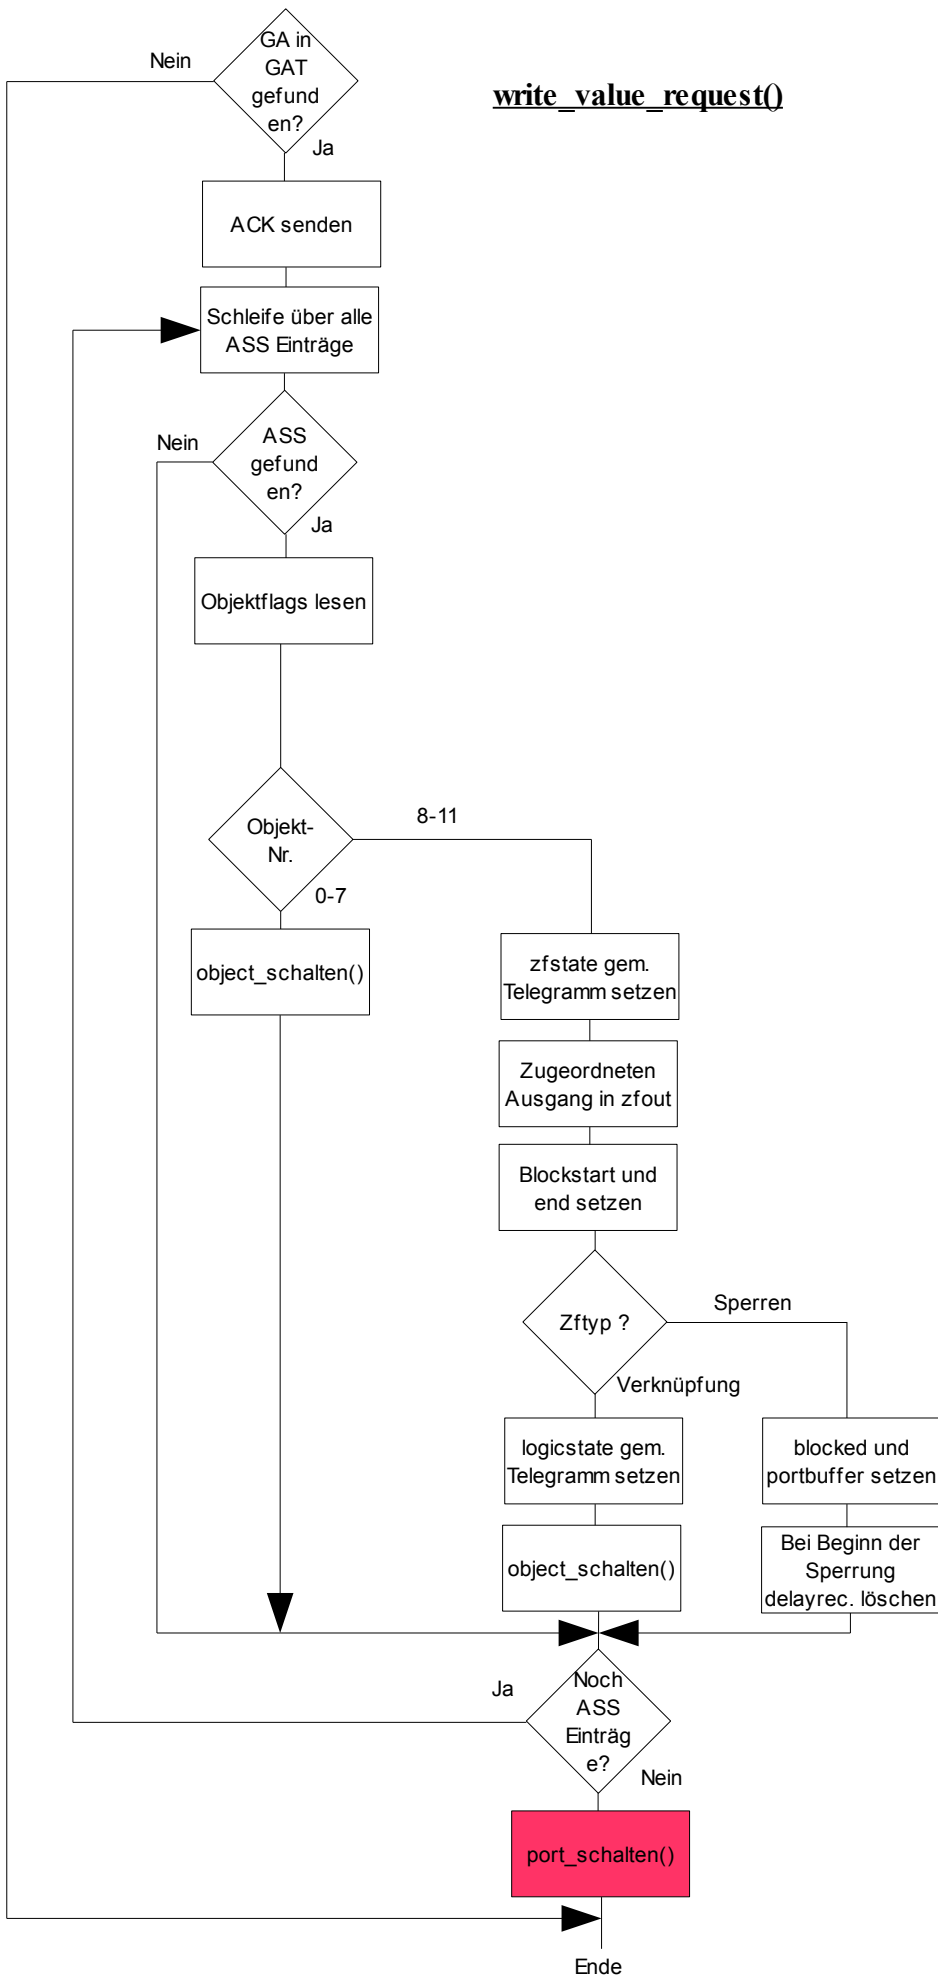 GA in
GAT
gefund
en?
Nein
write_value_request()
Ja
ACK senden
Schleife über alle
ASS Einträge
ASS
gefund
en?
Nein
Ja
Objektflags lesen
Objekt-
Nr.
8-11
0-7
object_schalten()
zfstate gem.
Telegramm setzen
Zugeordneten
Ausgang in zfout
Blockstart und
end setzen
Zftyp ?
Sperren
Verknüpfung
logicstate gem.
Telegramm setzen
blocked und
portbuffer setzen
object_schalten()
Bei Beginn der
Sperrung
delayrec. löschen
Noch
ASS
Einträg
e?
Ja
Nein
port_schalten()
Ende